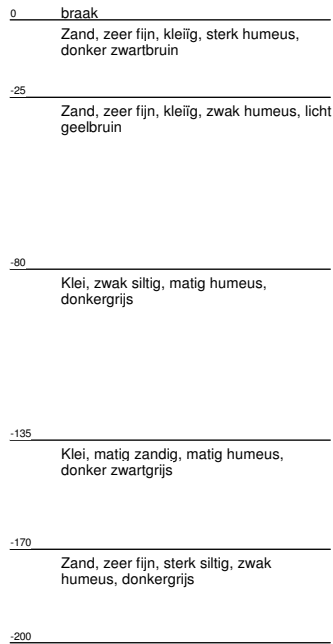 0 braak
Zand, zeer fijn, kleiïg, sterk humeus,
donker zwartbruin
-25
Zand, zeer fijn, kleiïg, zwak humeus, licht
geelbruin
-80
Klei, zwak siltig, matig humeus,
donkergrijs
-135
Klei, matig zandig, matig humeus,
donker zwartgrijs
-170
Zand, zeer fijn, sterk siltig, zwak
humeus, donkergrijs
-200